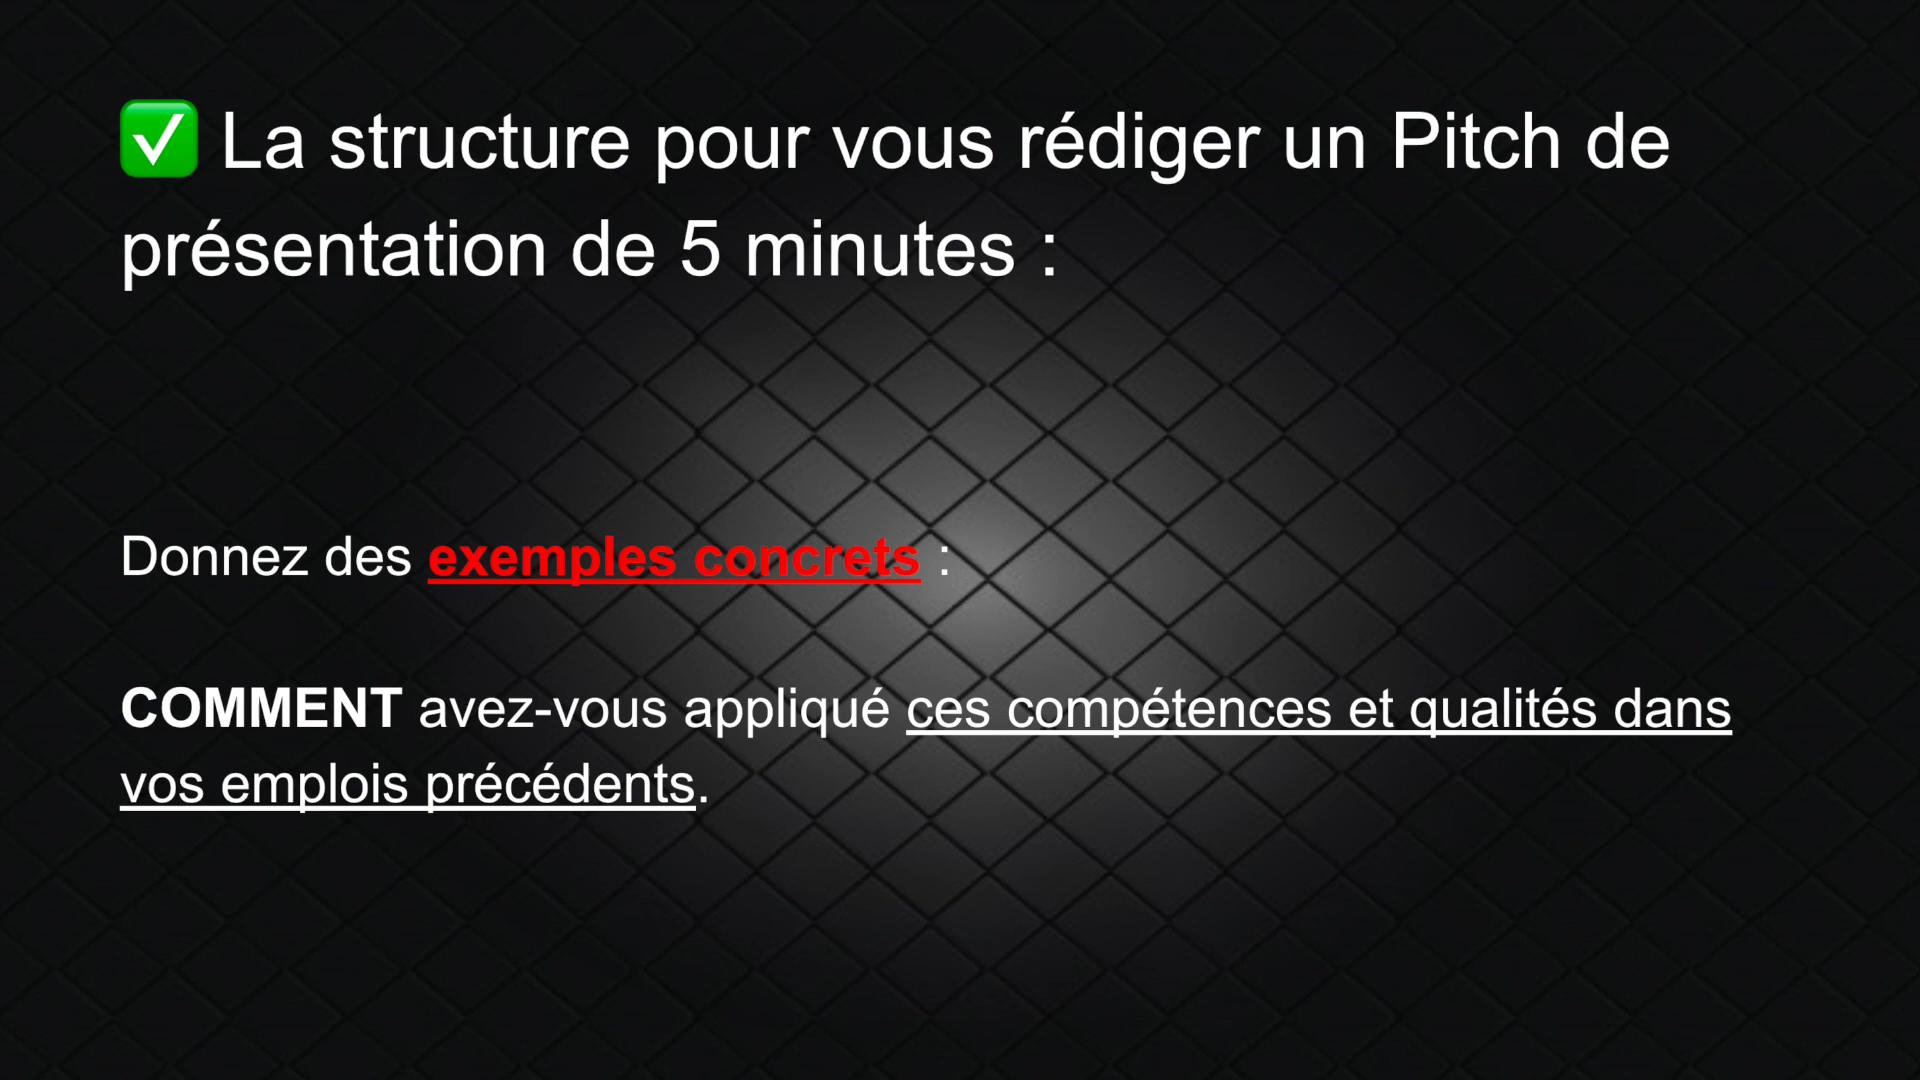 ✅ La structure pour vous rédiger un Pitch de
présentation de 5 minutes :
Donnez des exemples concrets :
COMMENT avez-vous appliqué ces compétences et qualités dans
vos emplois précédents.